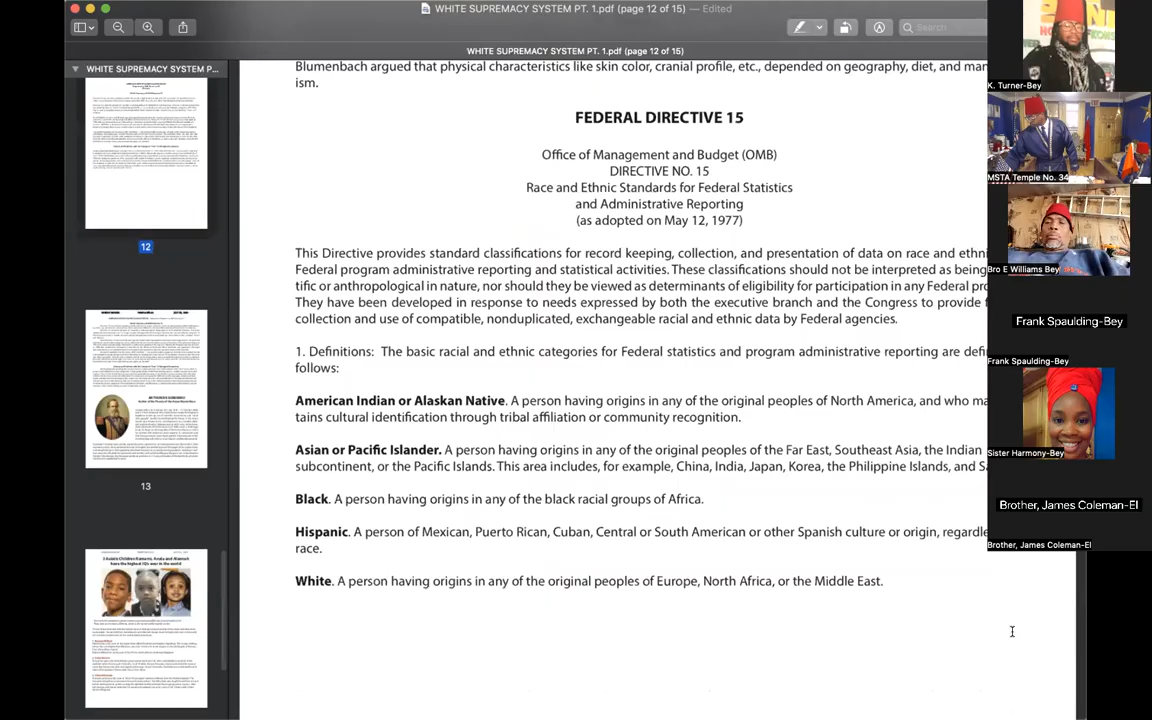 WHITE SUPREMACY SYSTEM PT. 1.pdf (page 12 of 15) — Edited
Search
WHITE SUPREMACY SYSTEM PT. 1.pdf (page 12 of 15)
WHITE SUPREMACY SYSTEM P...
12
13
3 Asiatic Children-
have the highest IQs ever in the world
Blumenbach argued that physical characteristics like skin color, cranial profile, etc., depended on geography, diet, and man
ism.
FEDERAL DIRECTIVE 15
Office of Management and Budget (OMB)
DIRECTIVE NO. 15
Race and Ethnic Standards for Federal Statistics
and Administrative Reporting
(as adopted on May 12, 1977)
This Directive provides standard classifications for record keeping, collection, and presentation of data on race and ethni
Federal program administrative reporting and statistical activities. These classifications should not be interpreted as being
tific or anthropological in nature, nor should they be viewed as determinants of eligibility for participation in any Federal pro
They have been developed in response to needs expressed by both the executive branch and the Congress to provide f
collection and use of compatible, nonduplicated, exchangeable racial and ethnic data by Federal agencies.
1. Definitions: The basic racial and ethnic categories for Federal statistics and program administrative reporting are defi
follows:
American Indian or Alaskan Native. A person having origins in any of the original peoples of North America, and who ma
tains cultural identification through tribal affiliation or community recognition.
Asian or Pacific Islander. A person having origins in any of the original peoples of the Far East, Southeast Asia, the Indian
subcontinent, or the Pacific Islands. This area includes, for example, China, India, Japan, Korea, the Philippine Islands, and Sa
Black. A person having origins in any of the black racial groups of Africa.
Hispanic. A person of Mexican, Puerto Rican, Cuban, Central or South American or other Spanish culture or origin, regardle
race.
White. A person having origins in any of the original peoples of Europe, North Africa, or the Middle East.
K. Turner-Bey
MSTA Temple No. 34
Bro E Williams Bey
Frank Spaulding-Bey
Frank Spaulding-Bey
Sister Harmony-Bey
Brother, James Coleman-El
Brother, James Coleman-El